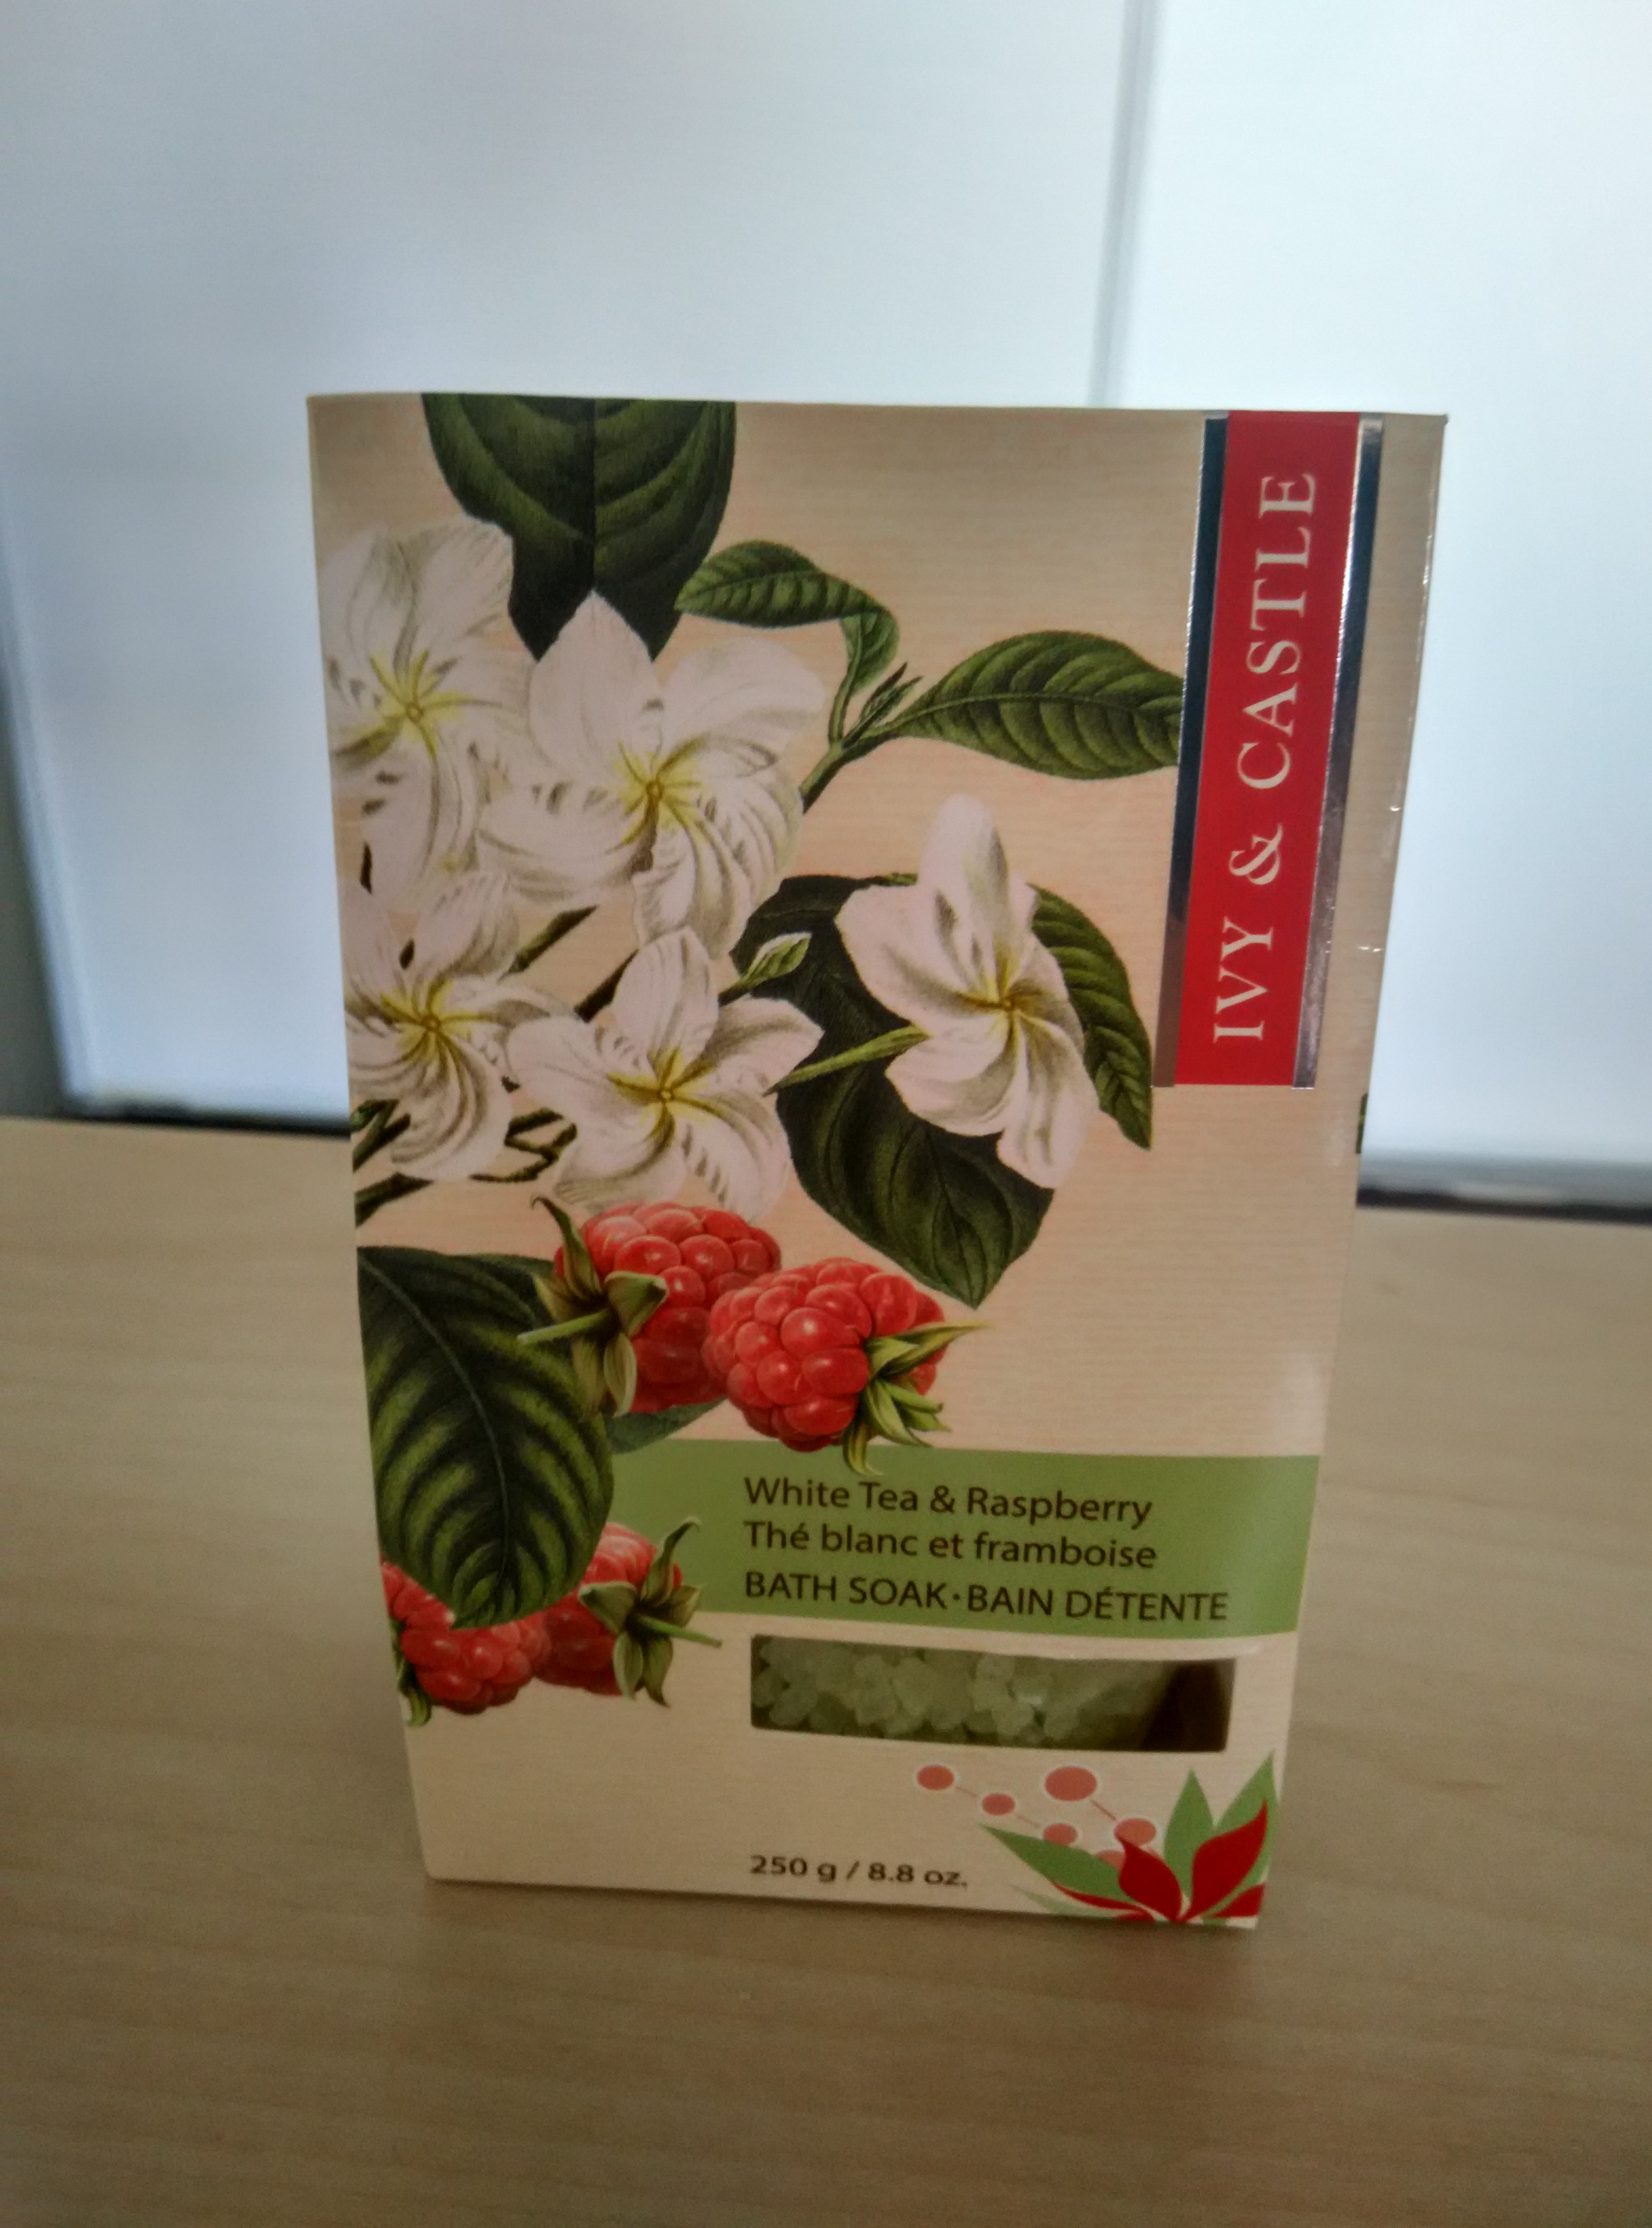 IVY & CASTLE
White Tea & Raspberry
Thé blanc et framboise
BATH SOAK·BAIN DÉTENTE
250 g / 8.8 oz.